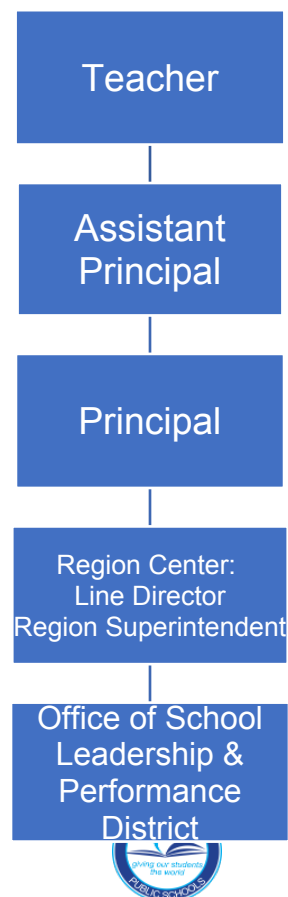 Teacher
Assistant
Principal
Principal
Region Center:
Line Director
Region Superintendent
Office of School
Leadership &
Performance
District
giving our students
the world
PUBLIC SCHOOLS